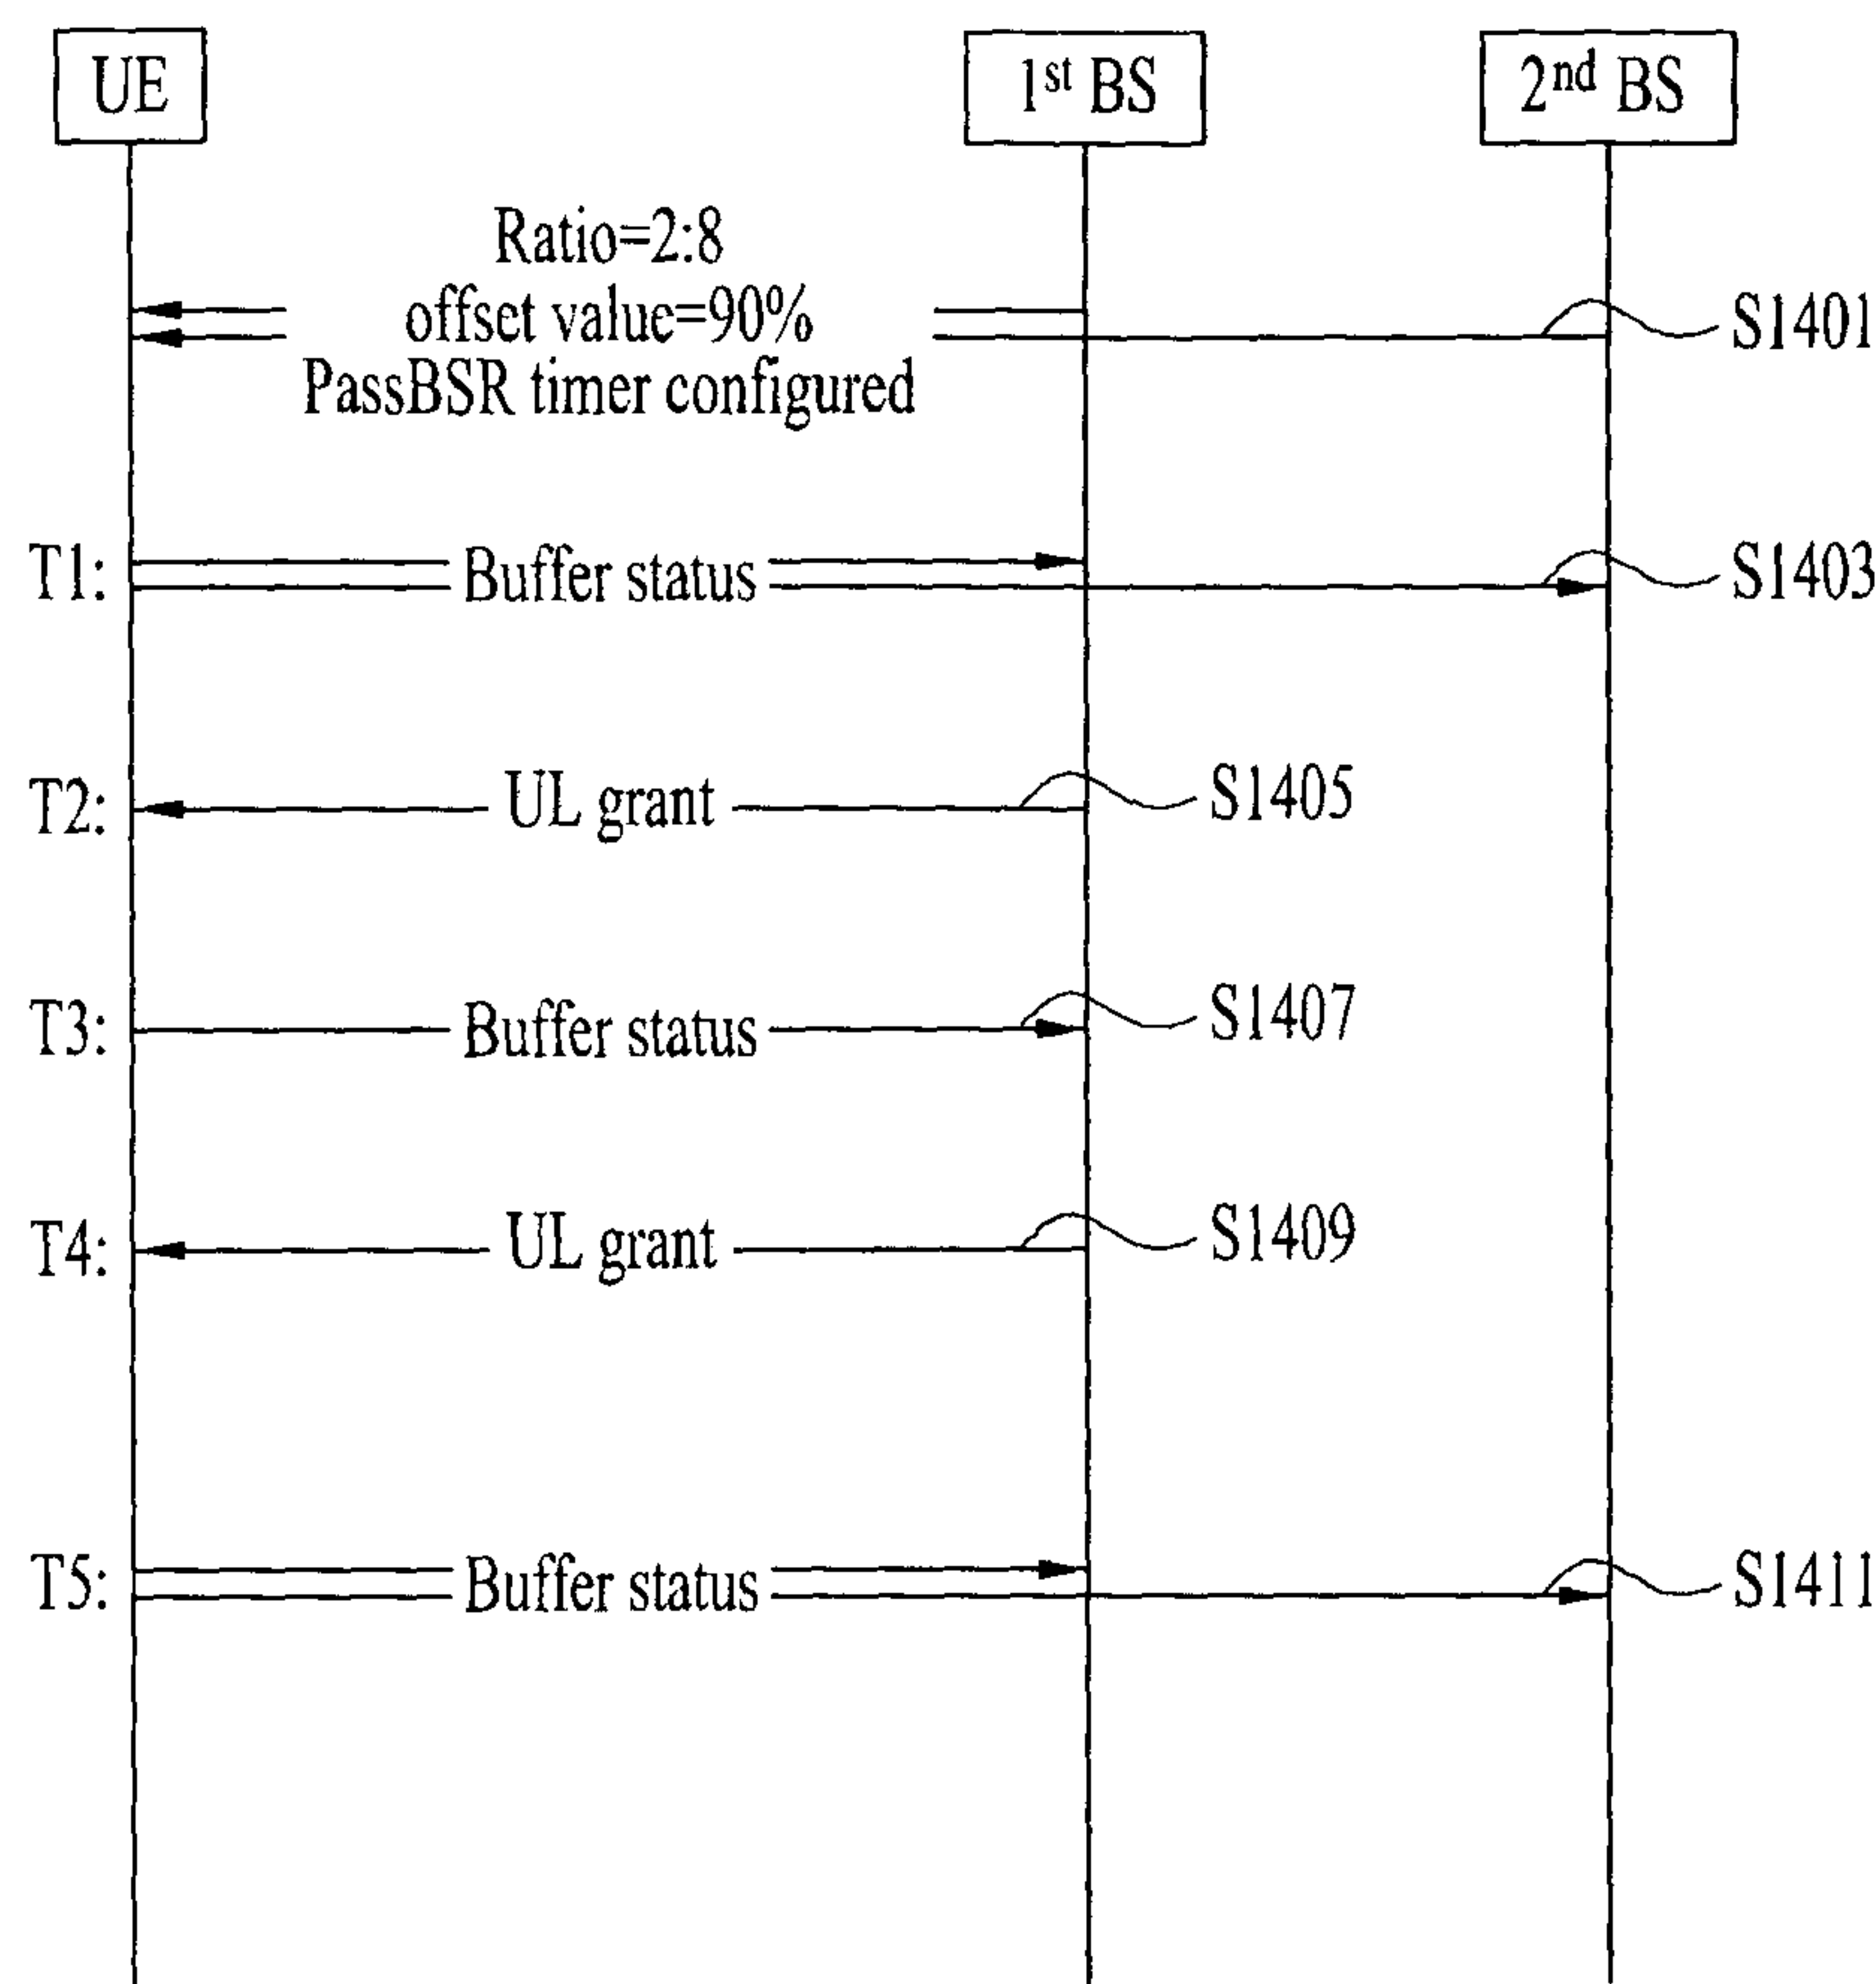 UE
1st BS
2nd BS
Ratio=2:8
offset value=90%
PassBSR timer configured
S1401
T1:
Buffer status
S1403
T2:
UL grant
S1405
T3:
Buffer status
S1407
T4:
UL grant
S1409
T5:
Buffer status
S1411